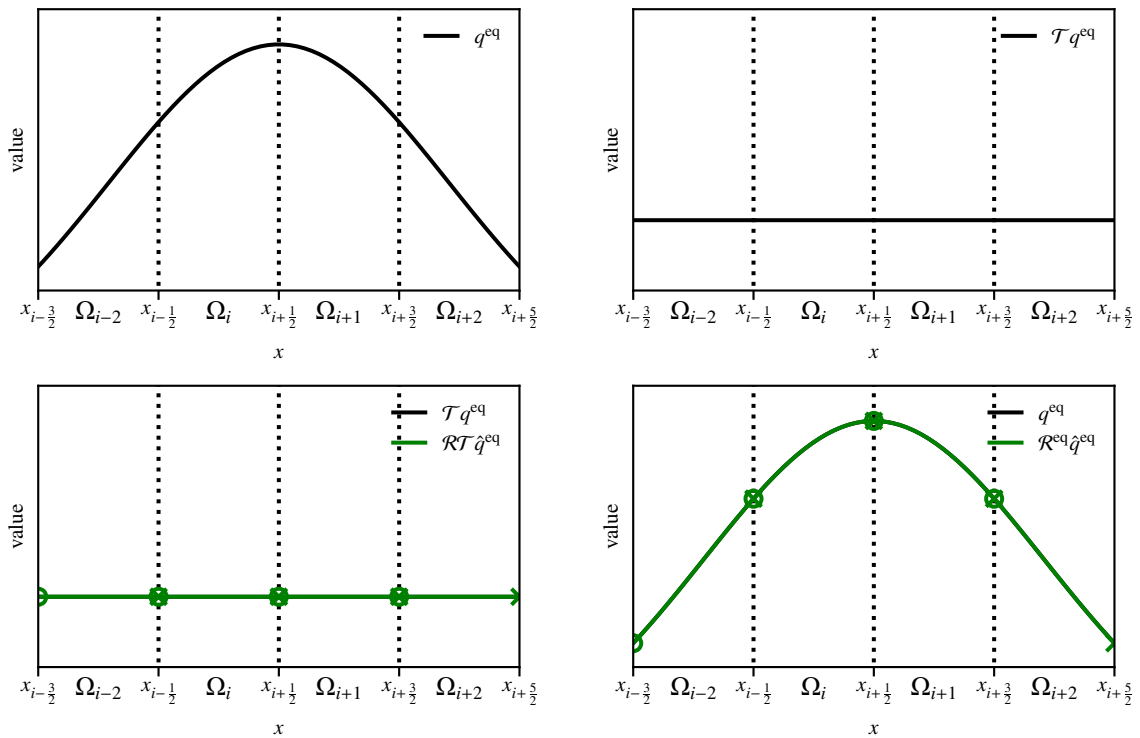 value
q^eq
x_{i-3/2} Ω_{i-2} x_{i-1/2} Ω_i x_{i+1/2} Ω_{i+1} x_{i+3/2} Ω_{i+2} x_{i+5/2}
x
value
𝒯q^eq
x_{i-3/2} Ω_{i-2} x_{i-1/2} Ω_i x_{i+1/2} Ω_{i+1} x_{i+3/2} Ω_{i+2} x_{i+5/2}
x
value
𝒯q^eq
ℛ𝒯q̂^eq
x_{i-3/2} Ω_{i-2} x_{i-1/2} Ω_i x_{i+1/2} Ω_{i+1} x_{i+3/2} Ω_{i+2} x_{i+5/2}
x
value
q^eq
ℛ^eq q̂^eq
x_{i-3/2} Ω_{i-2} x_{i-1/2} Ω_i x_{i+1/2} Ω_{i+1} x_{i+3/2} Ω_{i+2} x_{i+5/2}
x